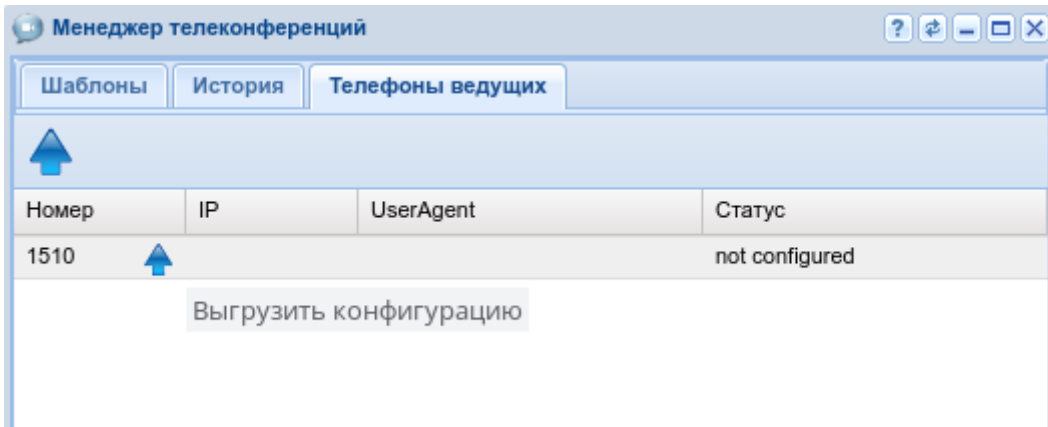 Менеджер телеконференций
Шаблоны История Телефоны ведущих
Номер IP UserAgent Статус
1510 not configured
Выгрузить конфигурацию